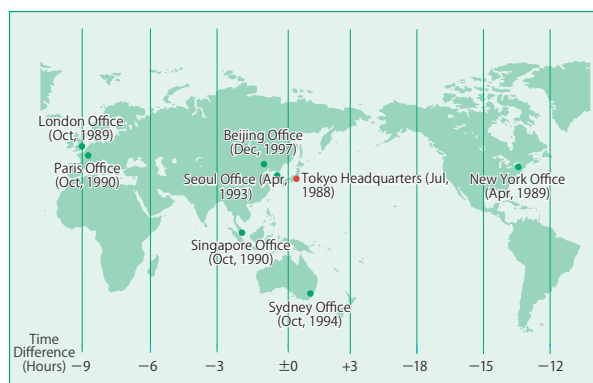 London Office
(Oct, 1989)
Paris Office
(Oct, 1990)
Beijing Office
(Dec, 1997)
Seoul Office (Apr,
1993)
Tokyo Headquarters (Jul,
1988)
New York Office
(Apr, 1989)
Singapore Office
(Oct, 1990)
Sydney Office
(Oct, 1994)
Time
Difference
(Hours) −9 −6 −3 ±0 +3 −18 −15 −12